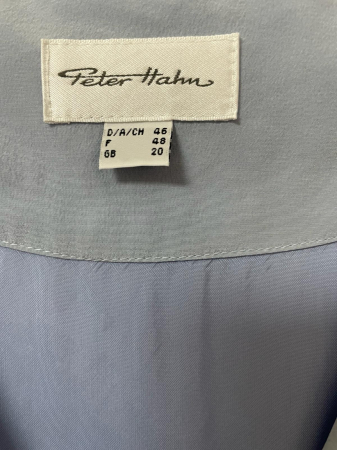 Peter Hahn
D/A/CH 46
F 48
GB 20